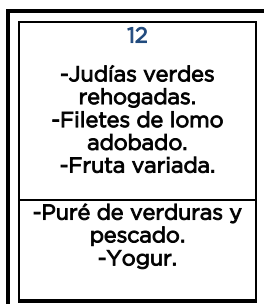 12
-Judías verdes
rehogadas.
-Filetes de lomo
adobado.
-Fruta variada.
-Puré de verduras y
pescado.
-Yogur.